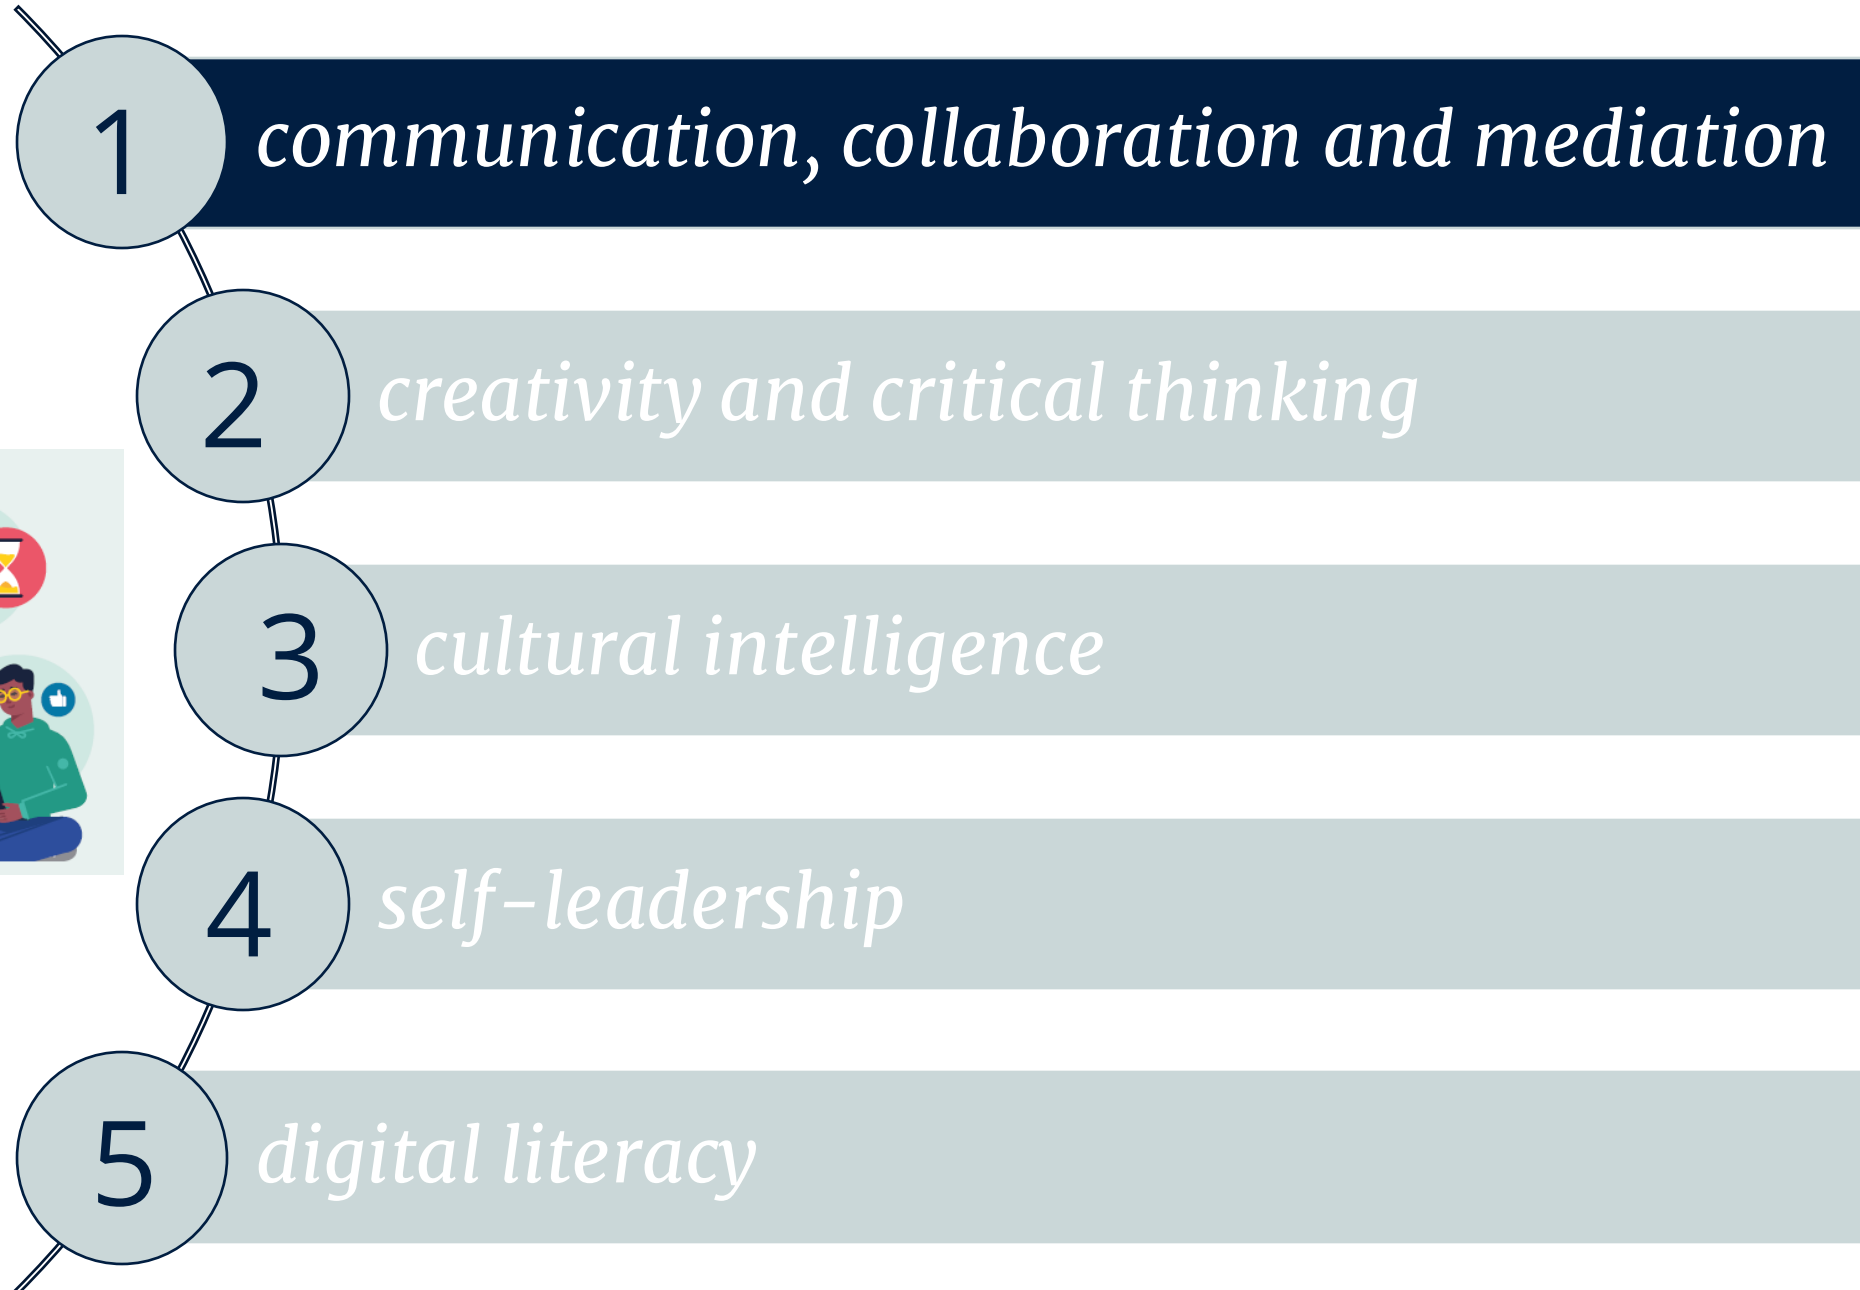 1 communication, collaboration and mediation
2 creativity and critical thinking
3 cultural intelligence
4 self-leadership
5 digital literacy